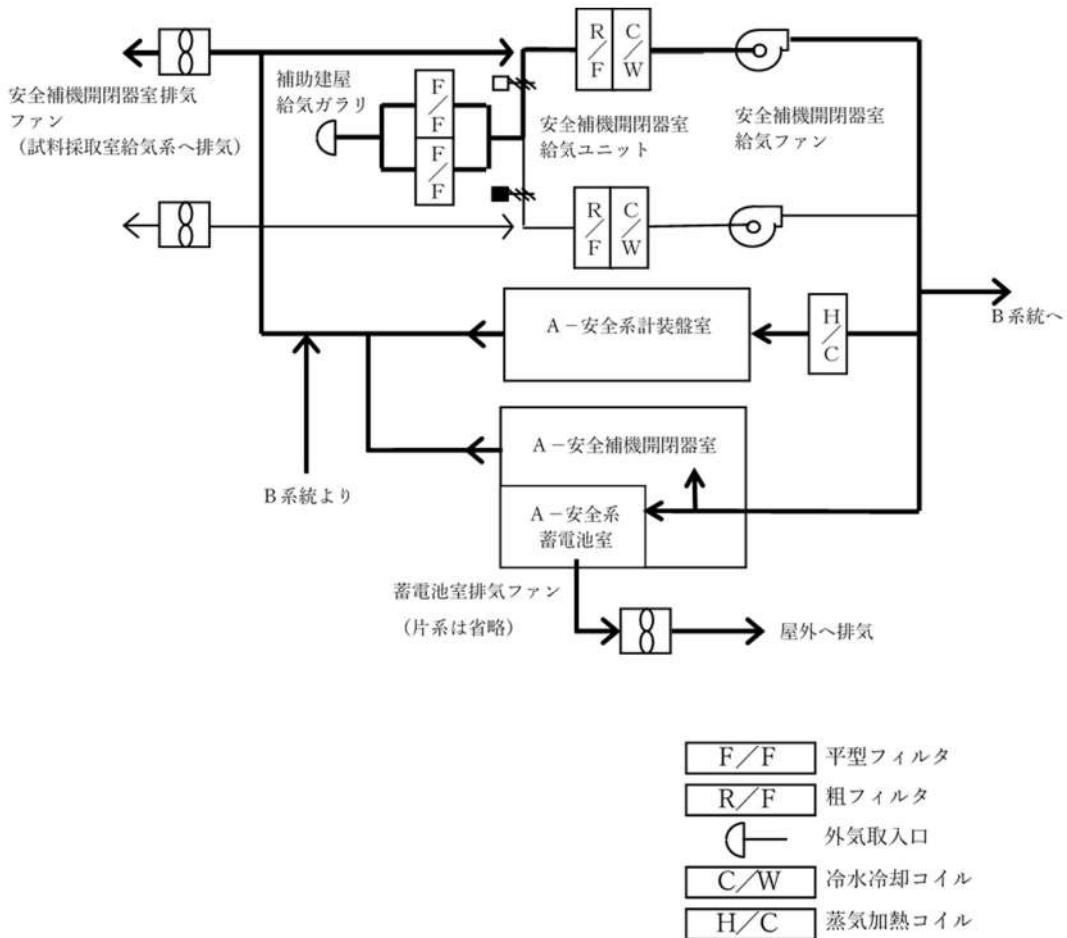 安全補機開閉器室排気
ファン
(試料採取室給気系へ排気)
補助建屋
給気ガラリ
F/F
F/F
R/F
C/W
安全補機開閉器室
給気ユニット
安全補機開閉器室
給気ファン
R/F
C/W
A-安全系計装盤室
H/C
B系統へ
A-安全補機開閉器室
B系統より
A-安全系
蓄電池室
蓄電池室排気ファン
(片系は省略)
屋外へ排気
F/F 平型フィルタ
R/F 粗フィルタ
外気取入口
C/W 冷水冷却コイル
H/C 蒸気加熱コイル